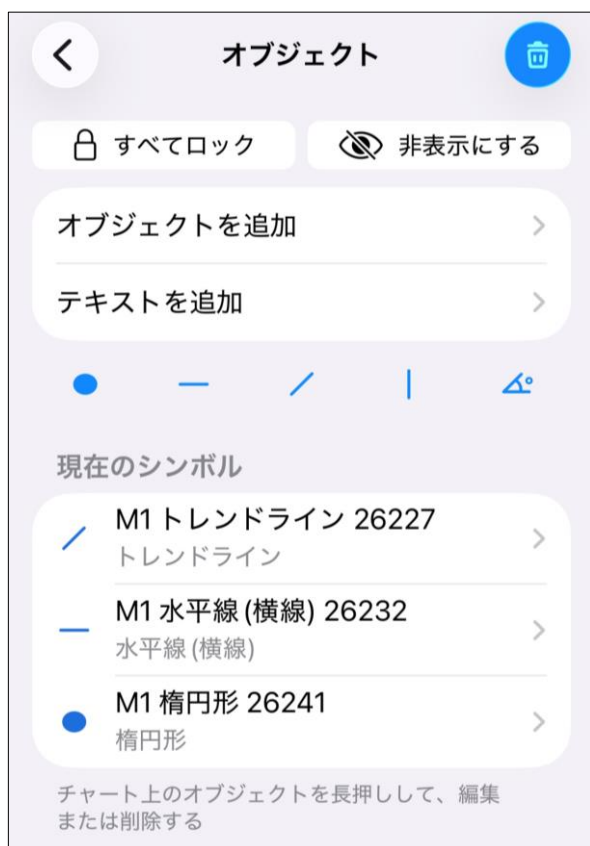 オブジェクト
すべてロック
非表示にする
オブジェクトを追加
テキストを追加
現在のシンボル
M1 トレンドライン 26227
トレンドライン
M1 水平線 (横線) 26232
水平線 (横線)
M1 楕円形 26241
楕円形
チャート上のオブジェクトを長押しして、編集
または削除する